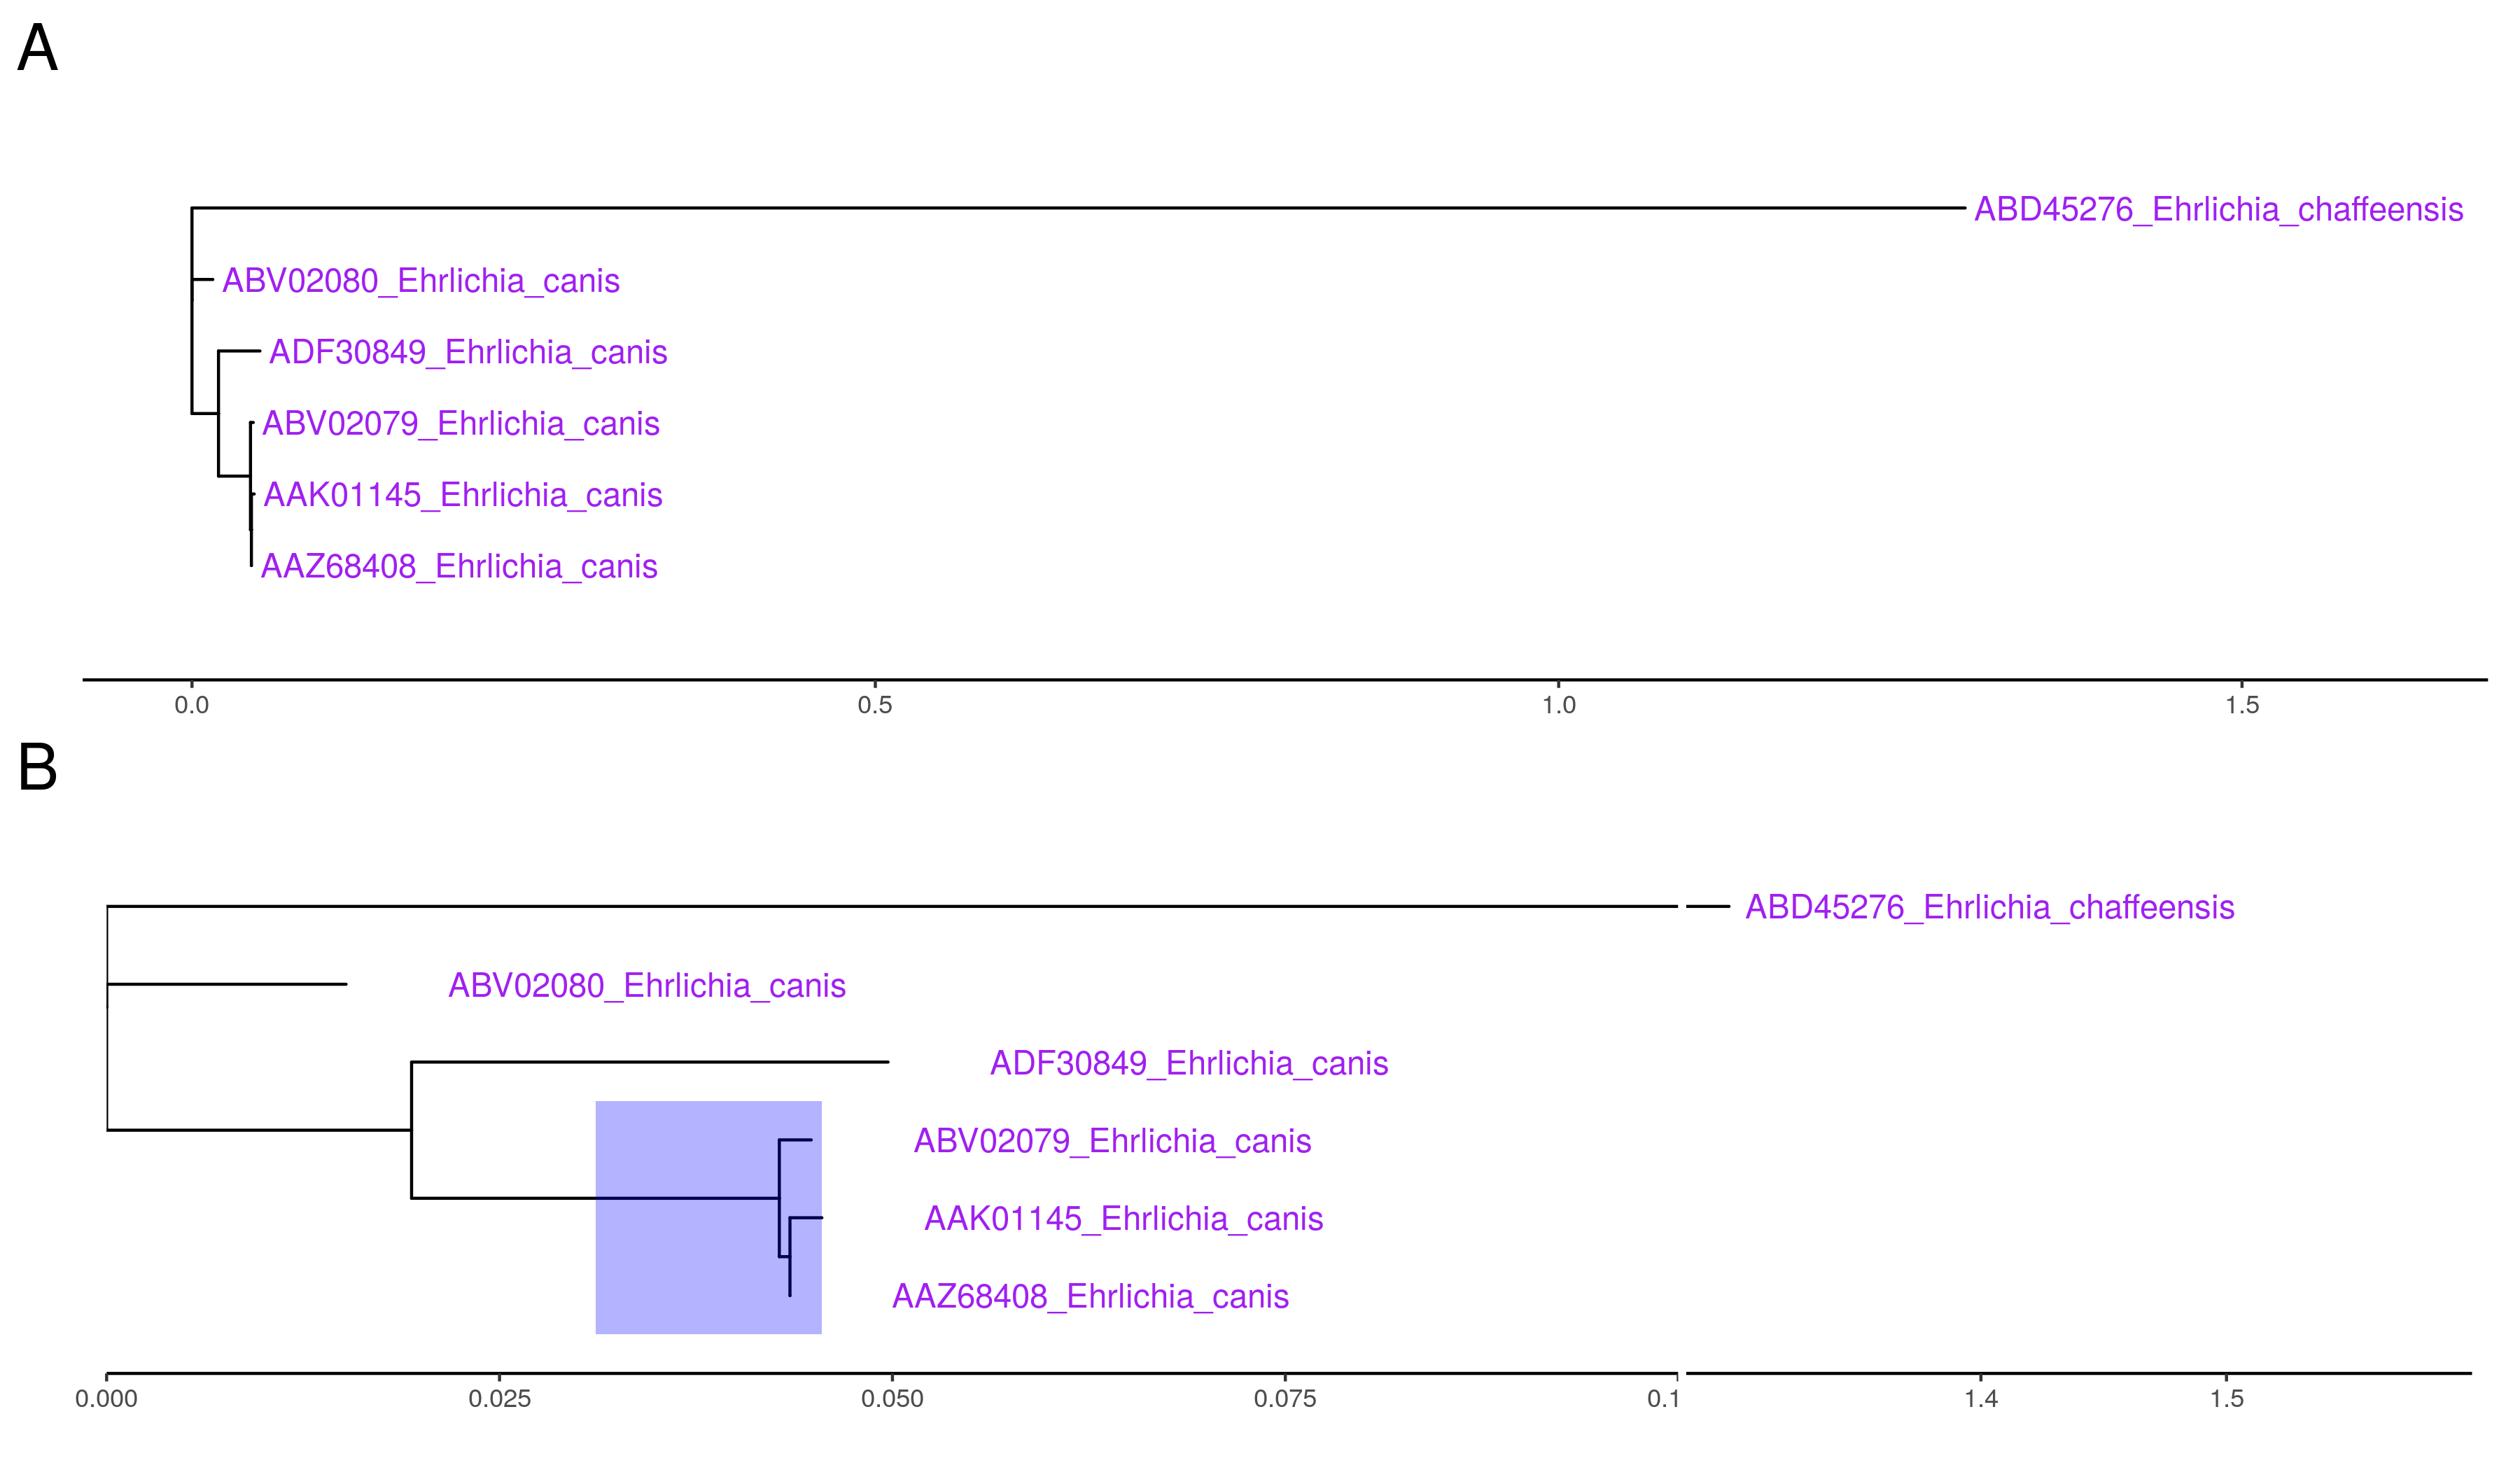 A
ABD45276_Ehrlichia_chaffeensis
ABV02080_Ehrlichia_canis
ADF30849_Ehrlichia_canis
ABV02079_Ehrlichia_canis
AAK01145_Ehrlichia_canis
AAZ68408_Ehrlichia_canis
0.0 0.5 1.0 1.5
B
ABD45276_Ehrlichia_chaffeensis
ABV02080_Ehrlichia_canis
ADF30849_Ehrlichia_canis
ABV02079_Ehrlichia_canis
AAK01145_Ehrlichia_canis
AAZ68408_Ehrlichia_canis
0.000 0.025 0.050 0.075 0.1 1.4 1.5